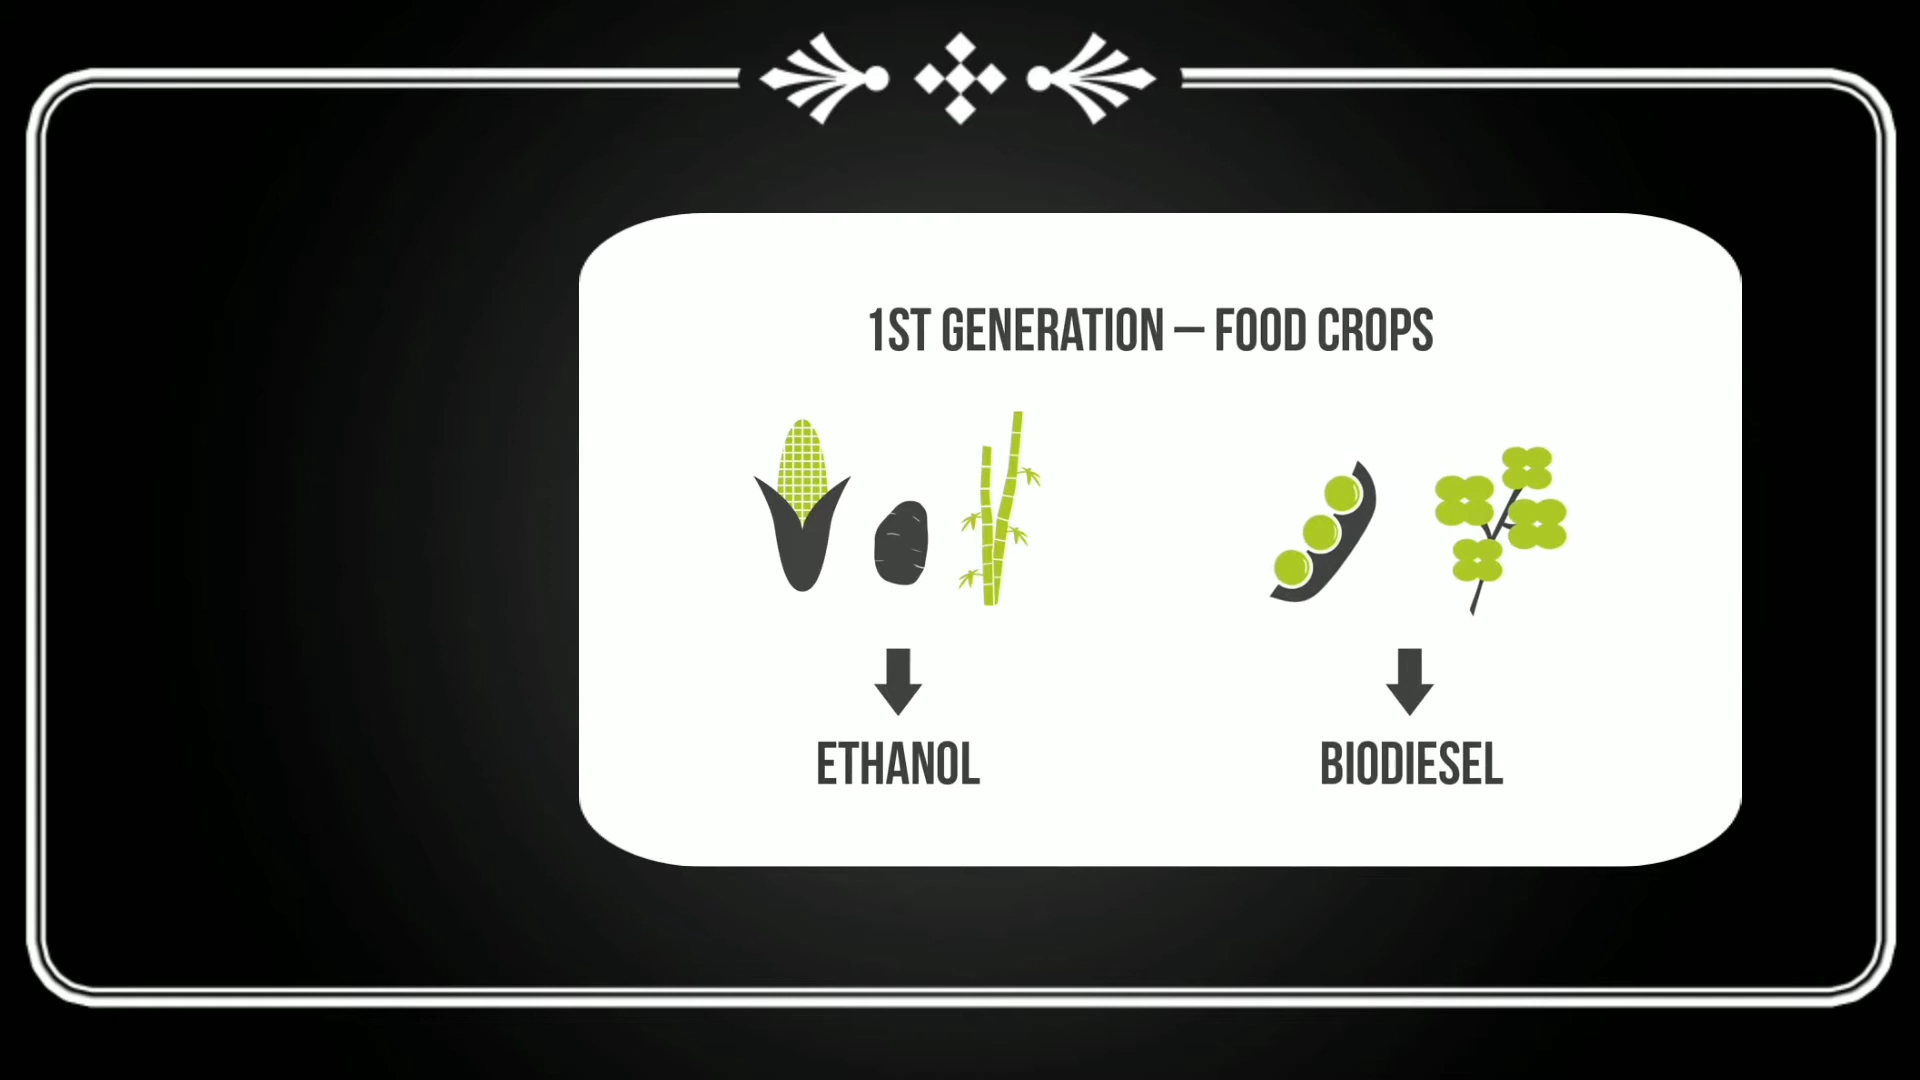 1ST GENERATION – FOOD CROPS
ETHANOL
BIODIESEL